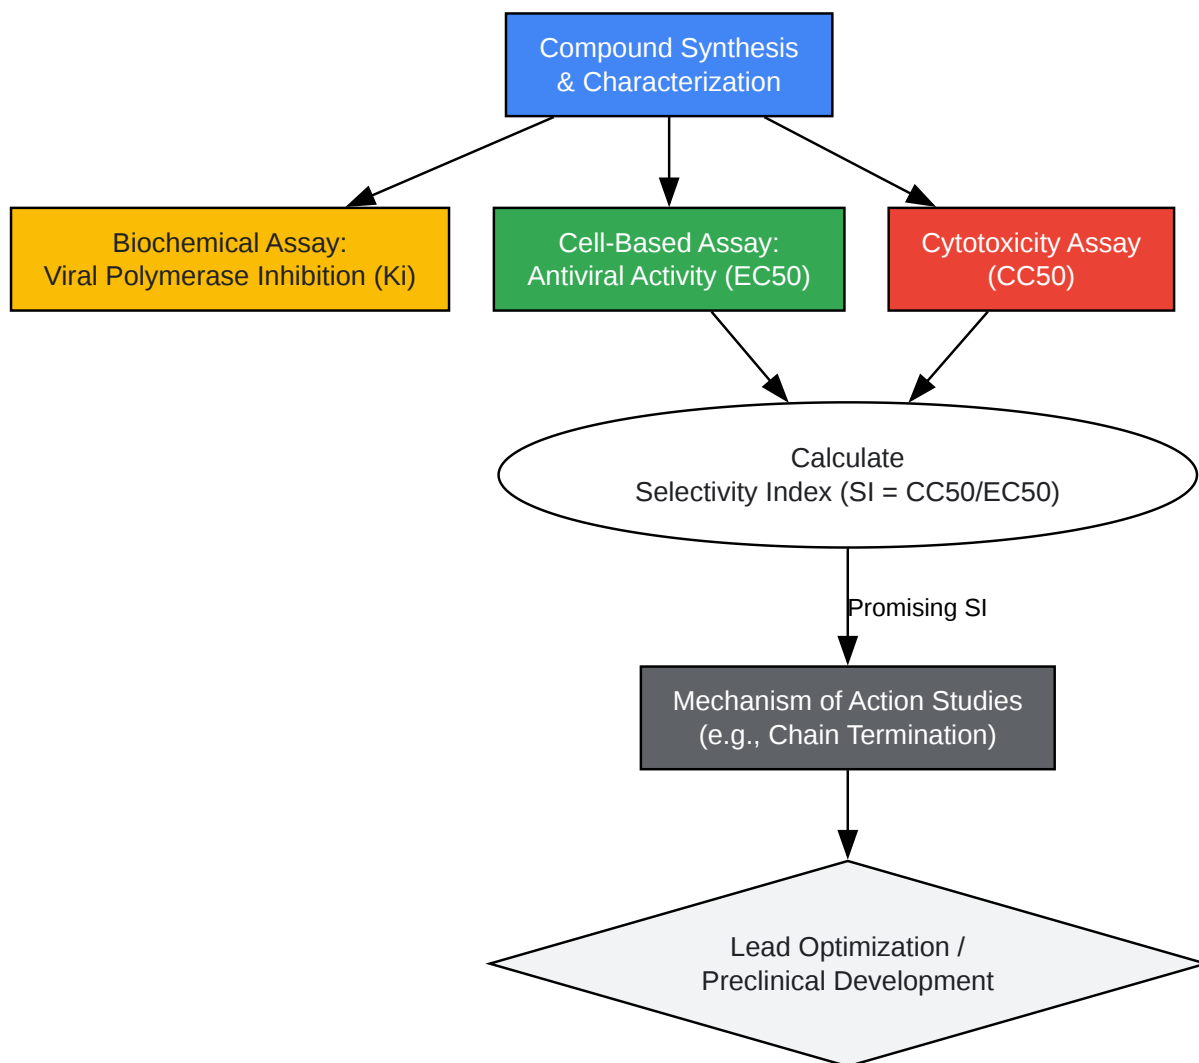 Compound Synthesis
& Characterization
Biochemical Assay:
Viral Polymerase Inhibition (Ki)
Cell-Based Assay:
Antiviral Activity (EC50)
Cytotoxicity Assay
(CC50)
Calculate
Selectivity Index (SI = CC50/EC50)
Promising SI
Mechanism of Action Studies
(e.g., Chain Termination)
Lead Optimization /
Preclinical Development